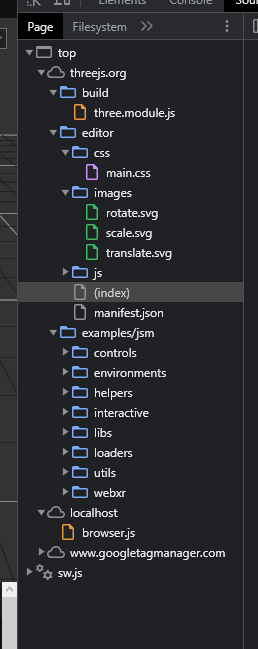 Elements Console
Page Filesystem
top
threejs.org
build
three.module.js
editor
css
main.css
images
rotate.svg
scale.svg
translate.svg
js
(index)
manifest.json
examples/jsm
controls
environments
helpers
interactive
libs
loaders
utils
webxr
localhost
browser.js
www.googletagmanager.com
sw.js